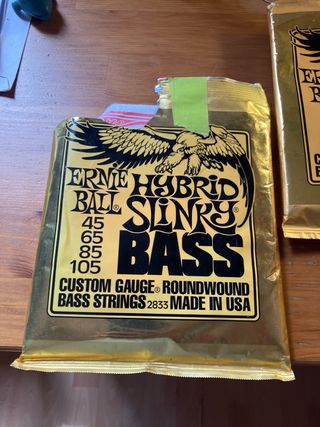 ERNIE BALL®
HYBRID SLINKY®
BASS
45
65
85
105
CUSTOM GAUGE® ROUNDWOUND
BASS STRINGS 2833 MADE IN USA